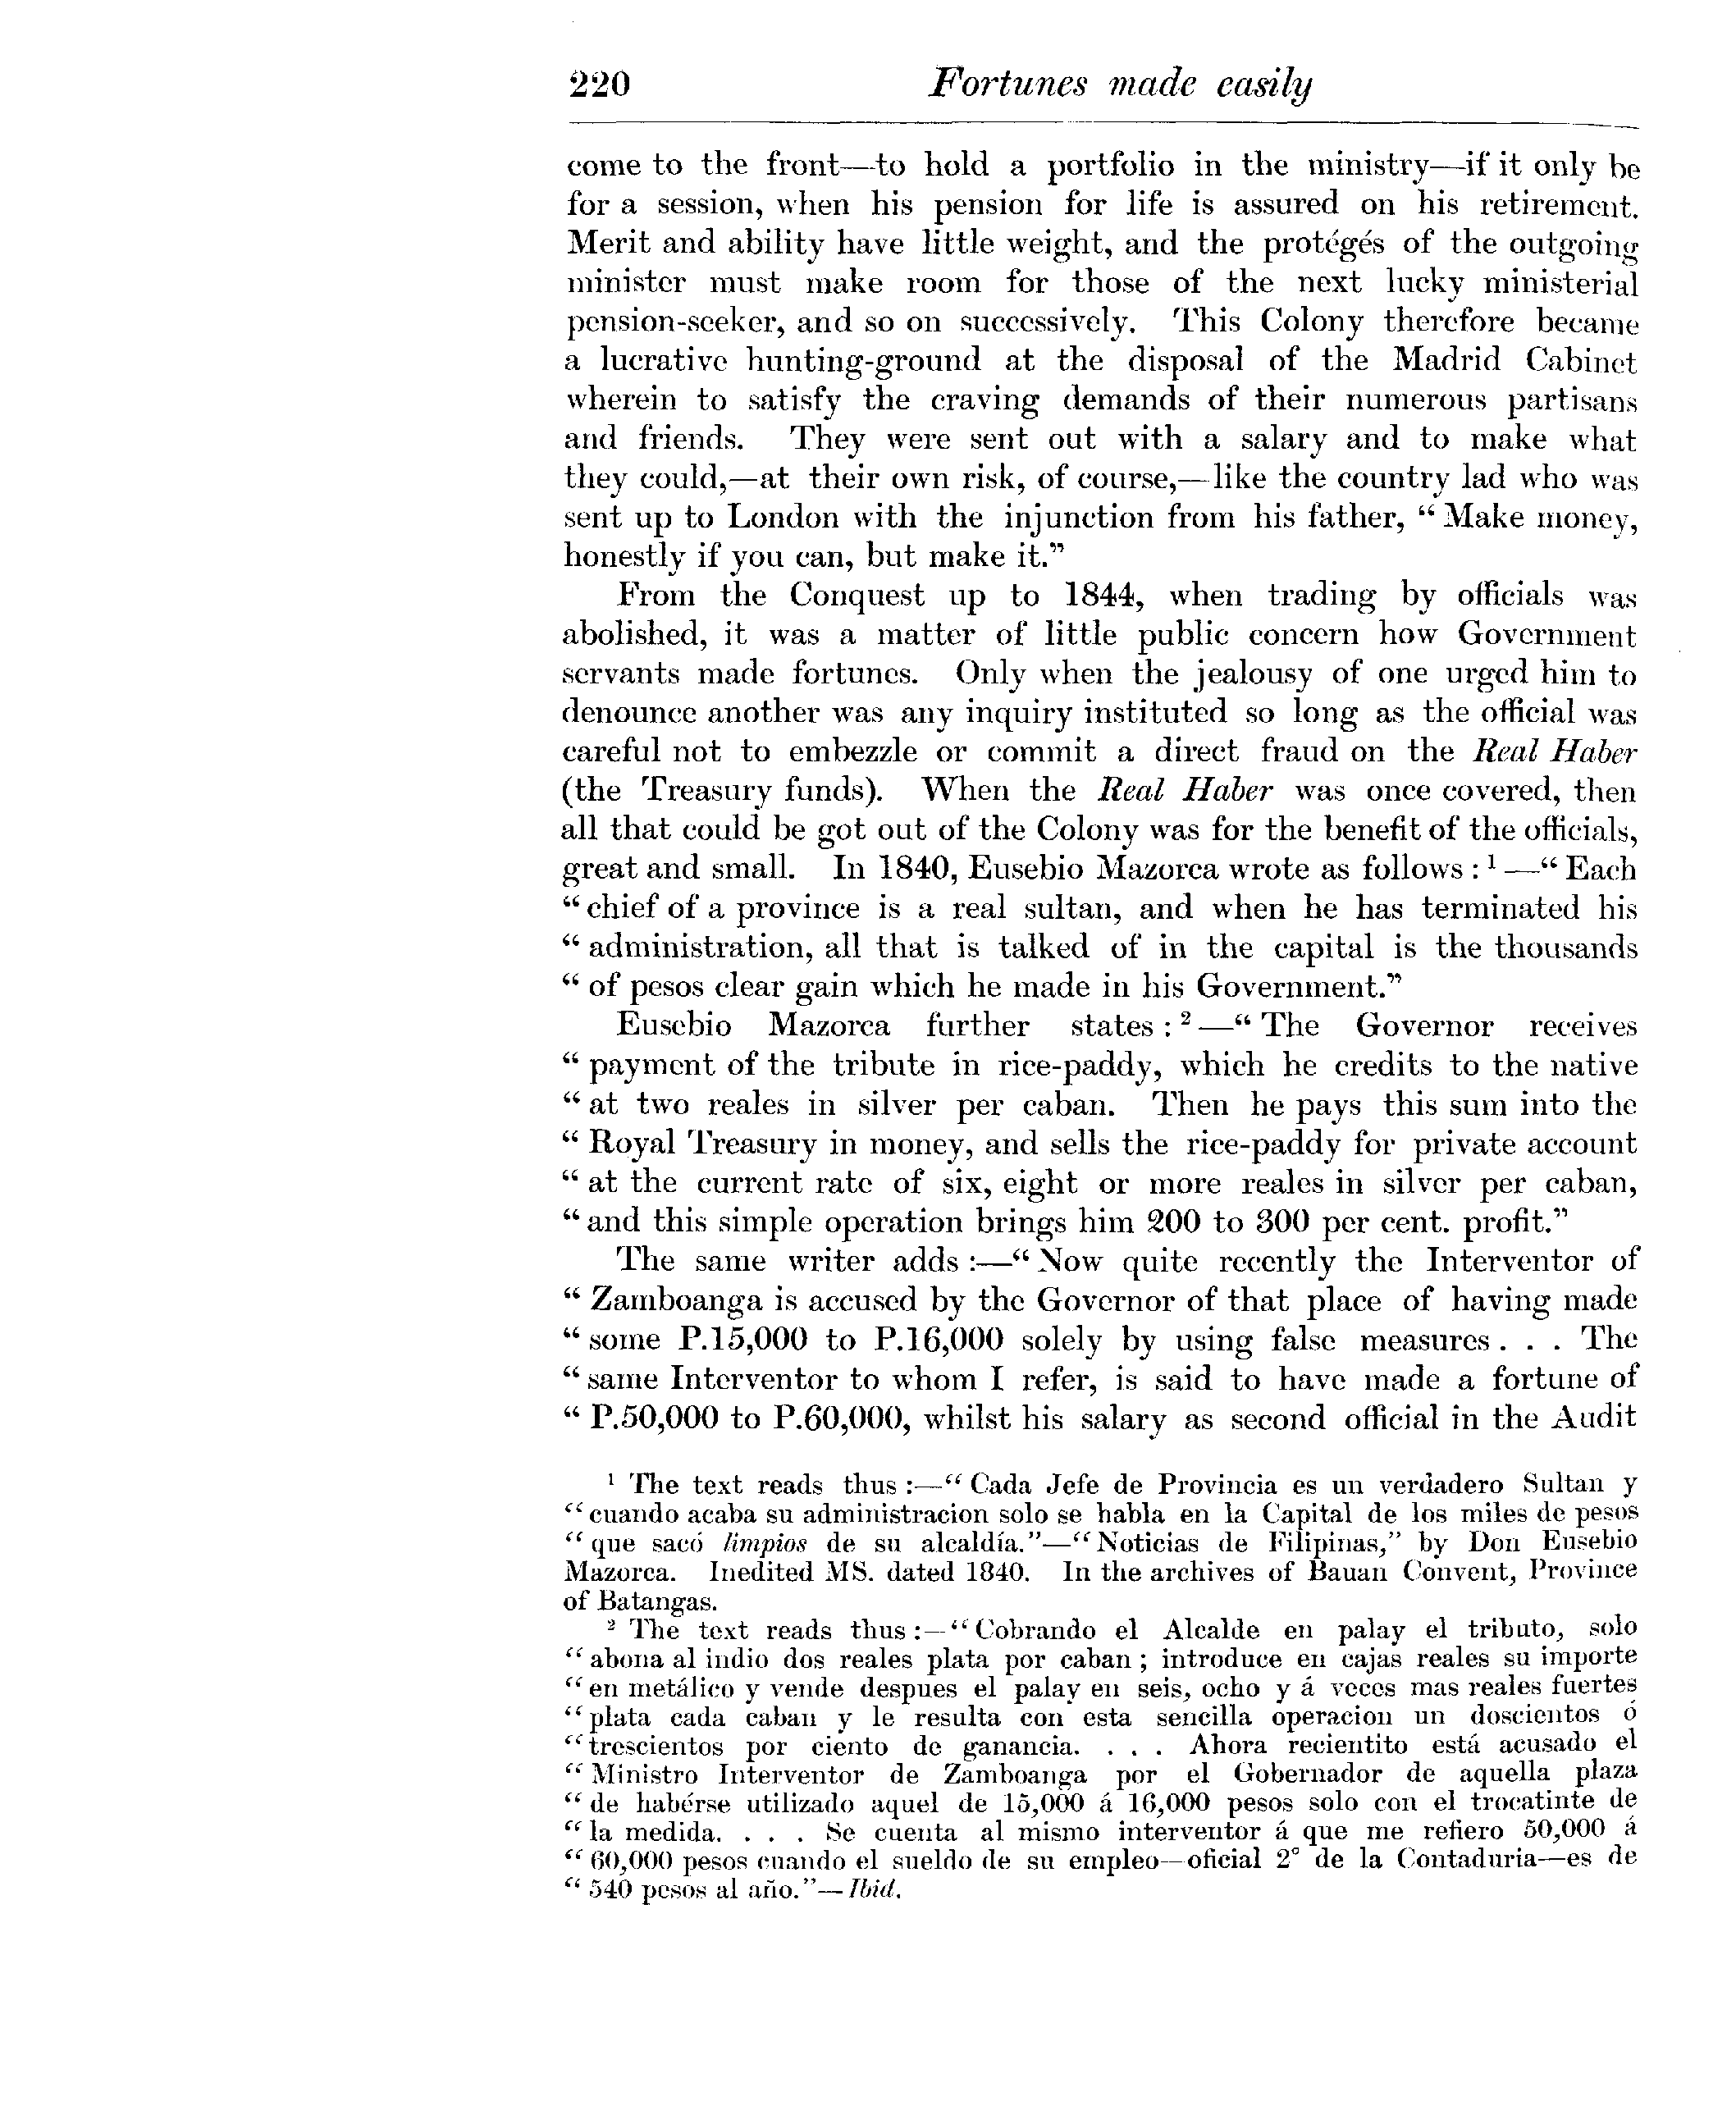 220 Fortunes made easily
come to the front—to hold a portfolio in the ministry—if it only be
for a session, when his pension for life is assured on his retirement.
Merit and ability have little weight, and the protégés of the outgoing
minister must make room for those of the next lucky ministerial
pension-seeker, and so on successively. This Colony therefore became
a lucrative hunting-ground at the disposal of the Madrid Cabinet
wherein to satisfy the craving demands of their numerous partisans
and friends. They were sent out with a salary and to make what
they could,—at their own risk, of course,—like the country lad who was
sent up to London with the injunction from his father, “ Make money,
honestly if you can, but make it.”
From the Conquest up to 1844, when trading by officials was
abolished, it was a matter of little public concern how Government
servants made fortunes. Only when the jealousy of one urged him to
denounce another was any inquiry instituted so long as the official was
careful not to embezzle or commit a direct fraud on the Real Haber
(the Treasury funds). When the Real Haber was once covered, then
all that could be got out of the Colony was for the benefit of the officials,
great and small. In 1840, Eusebio Mazorca wrote as follows : ¹ —“ Each
“ chief of a province is a real sultan, and when he has terminated his
“ administration, all that is talked of in the capital is the thousands
“ of pesos clear gain which he made in his Government.”
Eusebio Mazorca further states : ² —“ The Governor receives
“ payment of the tribute in rice-paddy, which he credits to the native
“ at two reales in silver per caban. Then he pays this sum into the
“ Royal Treasury in money, and sells the rice-paddy for private account
“ at the current rate of six, eight or more reales in silver per caban,
“ and this simple operation brings him 200 to 300 per cent. profit.”
The same writer adds :—“ Now quite recently the Interventor of
“ Zamboanga is accused by the Governor of that place of having made
“ some P.15,000 to P.16,000 solely by using false measures . . . The
“ same Interventor to whom I refer, is said to have made a fortune of
“ P.50,000 to P.60,000, whilst his salary as second official in the Audit
¹ The text reads thus :—“ Cada Jefe de Provincia es un verdadero Sultan y
“ cuando acaba su administracion solo se habla en la Capital de los miles de pesos
“ que sacó limpios de su alcaldía.”—“ Noticias de Filipinas,” by Don Eusebio
Mazorca. Inedited MS. dated 1840. In the archives of Bauan Convent, Province
of Batangas.
² The text reads thus :—“ Cobrando el Alcalde en palay el tributo, solo
“ abona al indio dos reales plata por caban ; introduce en cajas reales su importe
“ en metálico y vende despues el palay en seis, ocho y á veces mas reales fuertes
“ plata cada caban y le resulta con esta sencilla operacion un doscientos ó
“ trescientos por ciento de ganancia. . . . Ahora recientito está acusado el
“ Ministro Interventor de Zamboanga por el Gobernador de aquella plaza
“ de habérse utilizado aquel de 15,000 á 16,000 pesos solo con el trocatinte de
“ la medida. . . . Se cuenta al mismo interventor á que me refiero 50,000 á
“ 60,000 pesos cuando el sueldo de su empleo—oficial 2° de la Contaduria—es de
“ 540 pesos al año.”—Ibid.